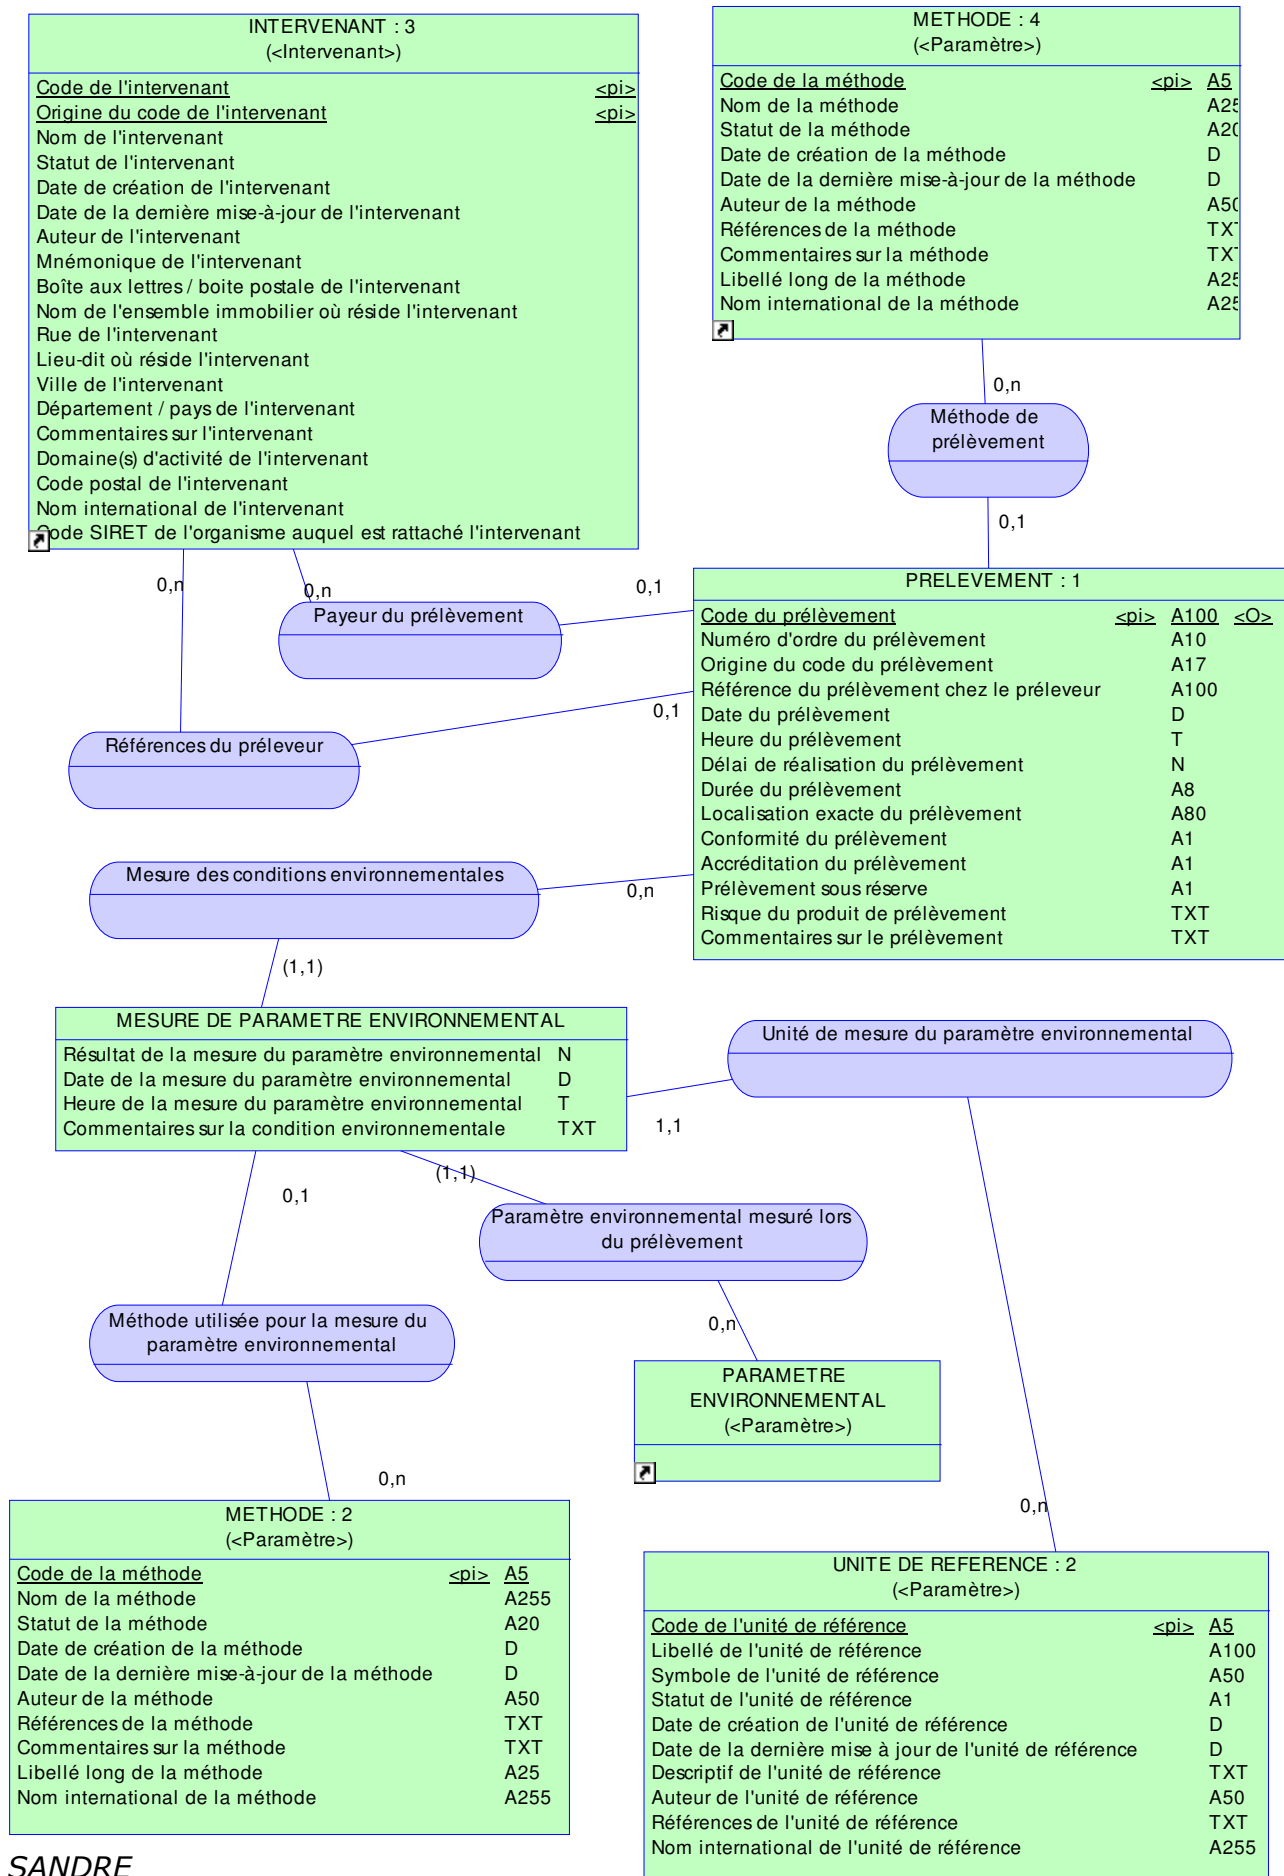 INTERVENANT : 3
(<Intervenant>)
Code de l'intervenant <pi>
Origine du code de l'intervenant <pi>
Nom de l'intervenant
Statut de l'intervenant
Date de création de l'intervenant
Date de la dernière mise-à-jour de l'intervenant
Auteur de l'intervenant
Mnémonique de l'intervenant
Boîte aux lettres / boite postale de l'intervenant
Nom de l'ensemble immobilier où réside l'intervenant
Rue de l'intervenant
Lieu-dit où réside l'intervenant
Ville de l'intervenant
Département / pays de l'intervenant
Commentaires sur l'intervenant
Domaine(s) d'activité de l'intervenant
Code postal de l'intervenant
Nom international de l'intervenant
Code SIRET de l'organisme auquel est rattaché l'intervenant
METHODE : 4
(<Paramètre>)
Code de la méthode <pi> A5
Nom de la méthode A25
Statut de la méthode A20
Date de création de la méthode D
Date de la dernière mise-à-jour de la méthode D
Auteur de la méthode A50
Références de la méthode TXT
Commentaires sur la méthode TXT
Libellé long de la méthode A25
Nom international de la méthode A25
0,n
Méthode de
prélèvement
0,1
0,n
0,n
Payeur du prélèvement
0,1
Références du préleveur
0,1
PRELEVEMENT : 1
Code du prélèvement <pi> A100 <O>
Numéro d'ordre du prélèvement A10
Origine du code du prélèvement A17
Référence du prélèvement chez le préleveur A100
Date du prélèvement D
Heure du prélèvement T
Délai de réalisation du prélèvement N
Durée du prélèvement A8
Localisation exacte du prélèvement A80
Conformité du prélèvement A1
Accréditation du prélèvement A1
Prélèvement sous réserve A1
Risque du produit de prélèvement TXT
Commentaires sur le prélèvement TXT
Mesure des conditions environnementales
0,n
(1,1)
MESURE DE PARAMETRE ENVIRONNEMENTAL
Résultat de la mesure du paramètre environnemental N
Date de la mesure du paramètre environnemental D
Heure de la mesure du paramètre environnemental T
Commentaires sur la condition environnementale TXT
Unité de mesure du paramètre environnemental
1,1
0,1
(1,1)
Paramètre environnemental mesuré lors
du prélèvement
0,n
Méthode utilisée pour la mesure du
paramètre environnemental
0,n
PARAMETRE
ENVIRONNEMENTAL
(<Paramètre>)
0,n
METHODE : 2
(<Paramètre>)
Code de la méthode <pi> A5
Nom de la méthode A255
Statut de la méthode A20
Date de création de la méthode D
Date de la dernière mise-à-jour de la méthode D
Auteur de la méthode A50
Références de la méthode TXT
Commentaires sur la méthode TXT
Libellé long de la méthode A25
Nom international de la méthode A255
UNITE DE REFERENCE : 2
(<Paramètre>)
Code de l'unité de référence <pi> A5
Libellé de l'unité de référence A100
Symbole de l'unité de référence A50
Statut de l'unité de référence A1
Date de création de l'unité de référence D
Date de la dernière mise à jour de l'unité de référence D
Descriptif de l'unité de référence TXT
Auteur de l'unité de référence A50
Références de l'unité de référence TXT
Nom international de l'unité de référence A255
SANDRE